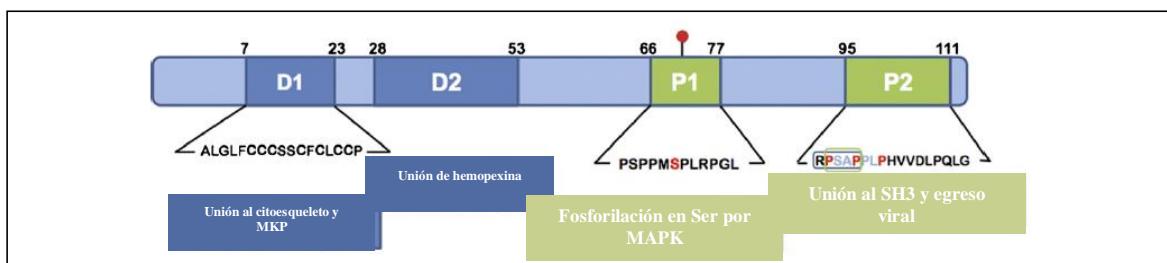 7 23 28 53 66 77 95 111
D1 D2 P1 P2
ALGLFCCCSSCFCLCCP
PSPPMSPLRPGL
RPSAPPLPHVVDLPQLG
Unión de hemopexina
Unión al citoesqueleto y
MKP
Fosforilación en Ser por
MAPK
Unión al SH3 y egreso
viral